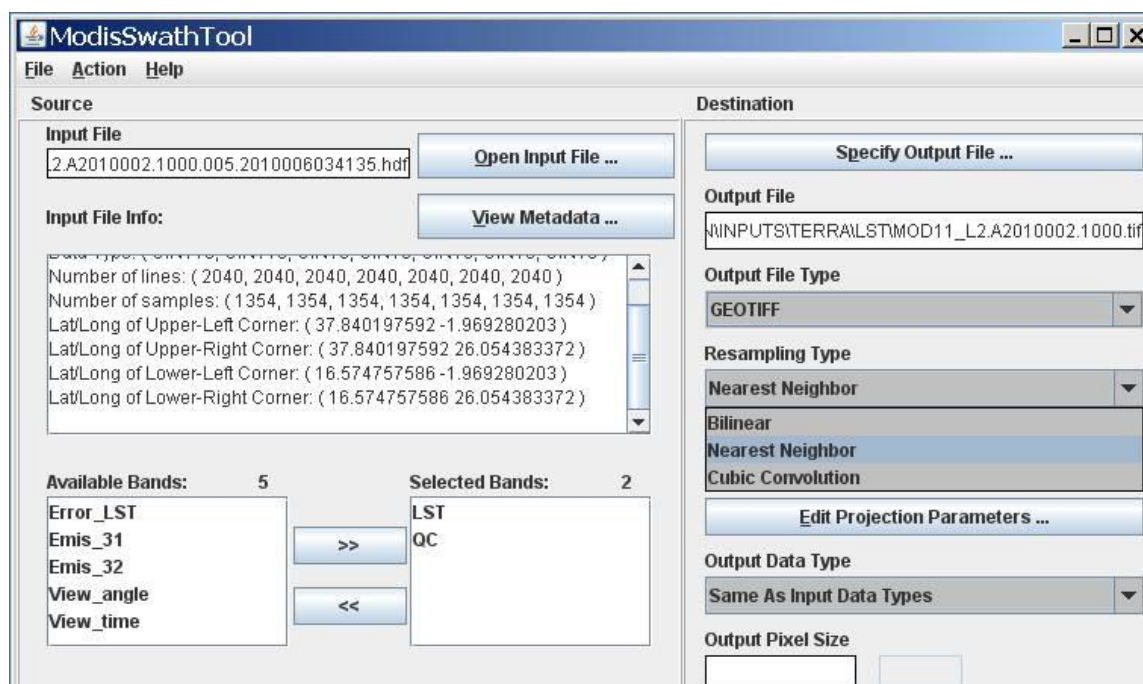 ModisSwathTool
File Action Help
Source
Input File
.2.A2010002.1000.005.2010006034135.hdf
Open Input File ...
Input File Info:
View Metadata ...
Number of lines: ( 2040, 2040, 2040, 2040, 2040, 2040, 2040 )
Number of samples: ( 1354, 1354, 1354, 1354, 1354, 1354, 1354 )
Lat/Long of Upper-Left Corner: ( 37.840197592 -1.969280203 )
Lat/Long of Upper-Right Corner: ( 37.840197592 26.054383372 )
Lat/Long of Lower-Left Corner: ( 16.574757586 -1.969280203 )
Lat/Long of Lower-Right Corner: ( 16.574757586 26.054383372 )
Available Bands: 5
Error_LST
Emis_31
Emis_32
View_angle
View_time
>>
<<
Selected Bands: 2
LST
QC
Destination
Specify Output File ...
Output File
\INPUTS\TERRA\LST\MOD11_L2.A2010002.1000.tif
Output File Type
GEOTIFF
Resampling Type
Nearest Neighbor
Bilinear
Nearest Neighbor
Cubic Convolution
Edit Projection Parameters ...
Output Data Type
Same As Input Data Types
Output Pixel Size